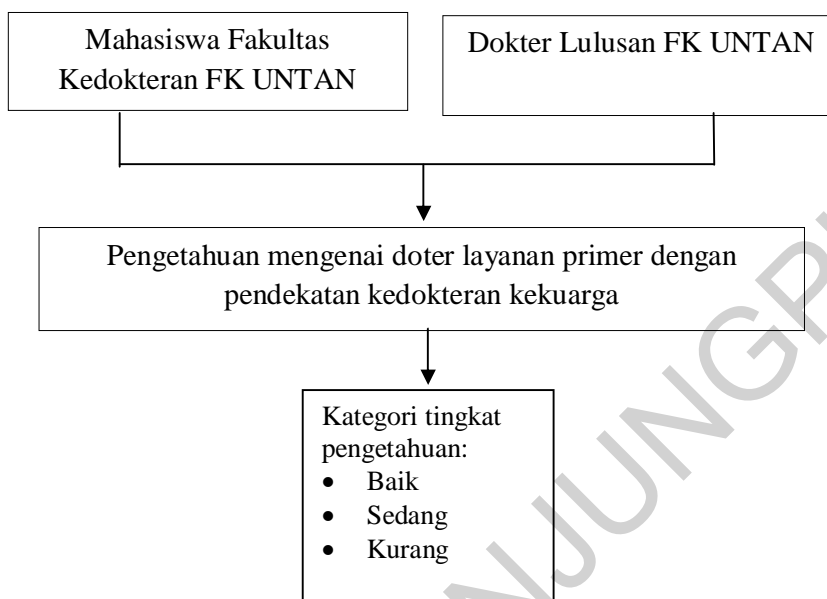 Mahasiswa Fakultas
Kedokteran FK UNTAN
Dokter Lulusan FK UNTAN
Pengetahuan mengenai doter layanan primer dengan
pendekatan kedokteran kekuarga
Kategori tingkat
pengetahuan:
• Baik
• Sedang
• Kurang